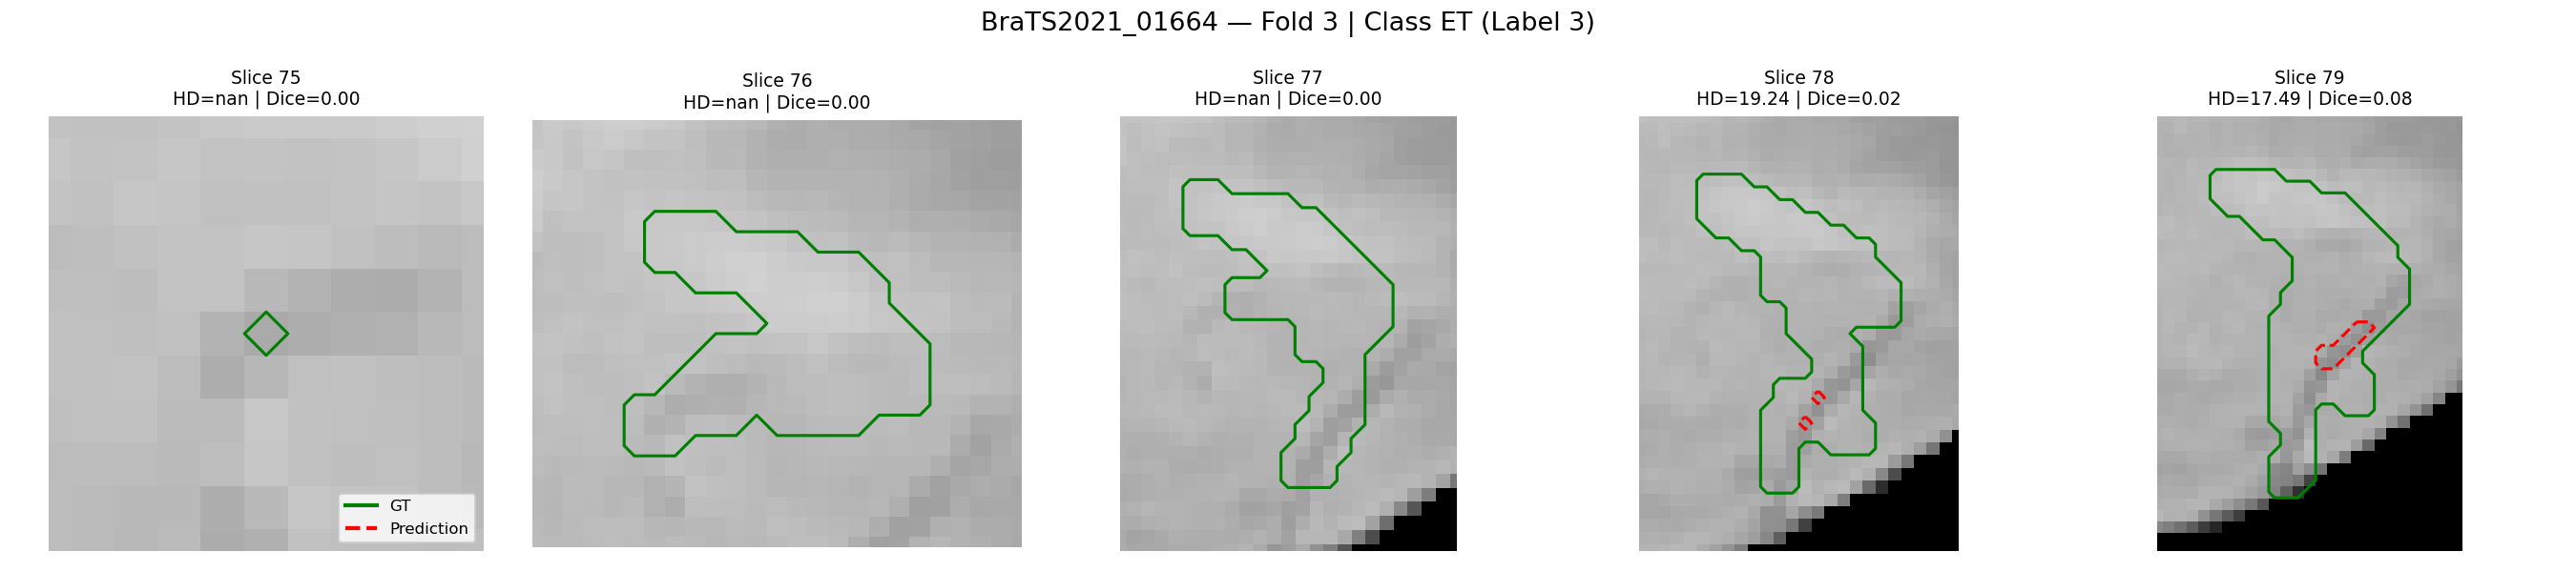 BraTS2021_01664 — Fold 3 | Class ET (Label 3)
Slice 75
HD=nan | Dice=0.00
Slice 76
HD=nan | Dice=0.00
Slice 77
HD=nan | Dice=0.00
Slice 78
HD=19.24 | Dice=0.02
Slice 79
HD=17.49 | Dice=0.08
GT
Prediction